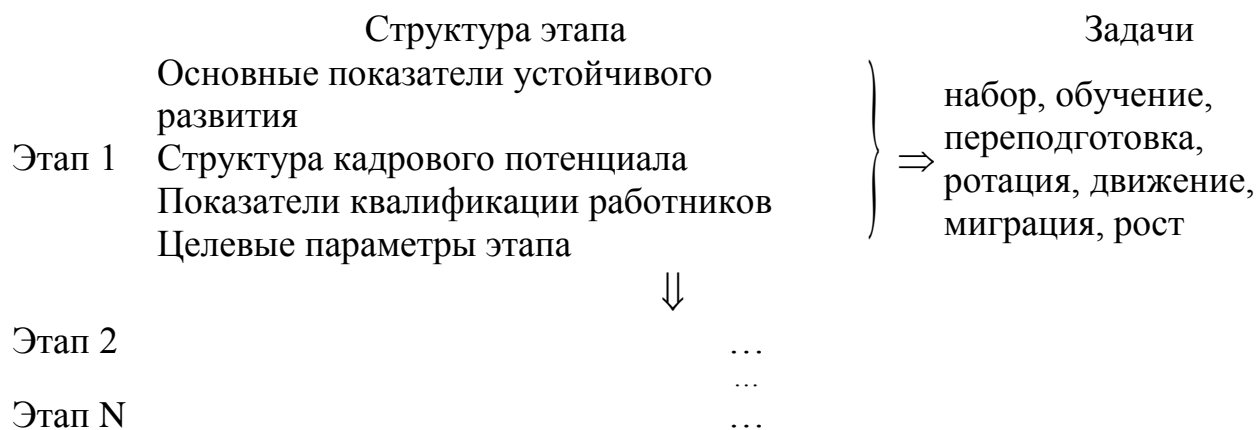 Структура этапа Задачи
Основные показатели устойчивого
развития
Этап 1 Структура кадрового потенциала
Показатели квалификации работников
Целевые параметры этапа
⇒ набор, обучение,
переподготовка,
ротация, движение,
миграция, рост
⇓
Этап 2 …
…
Этап N …